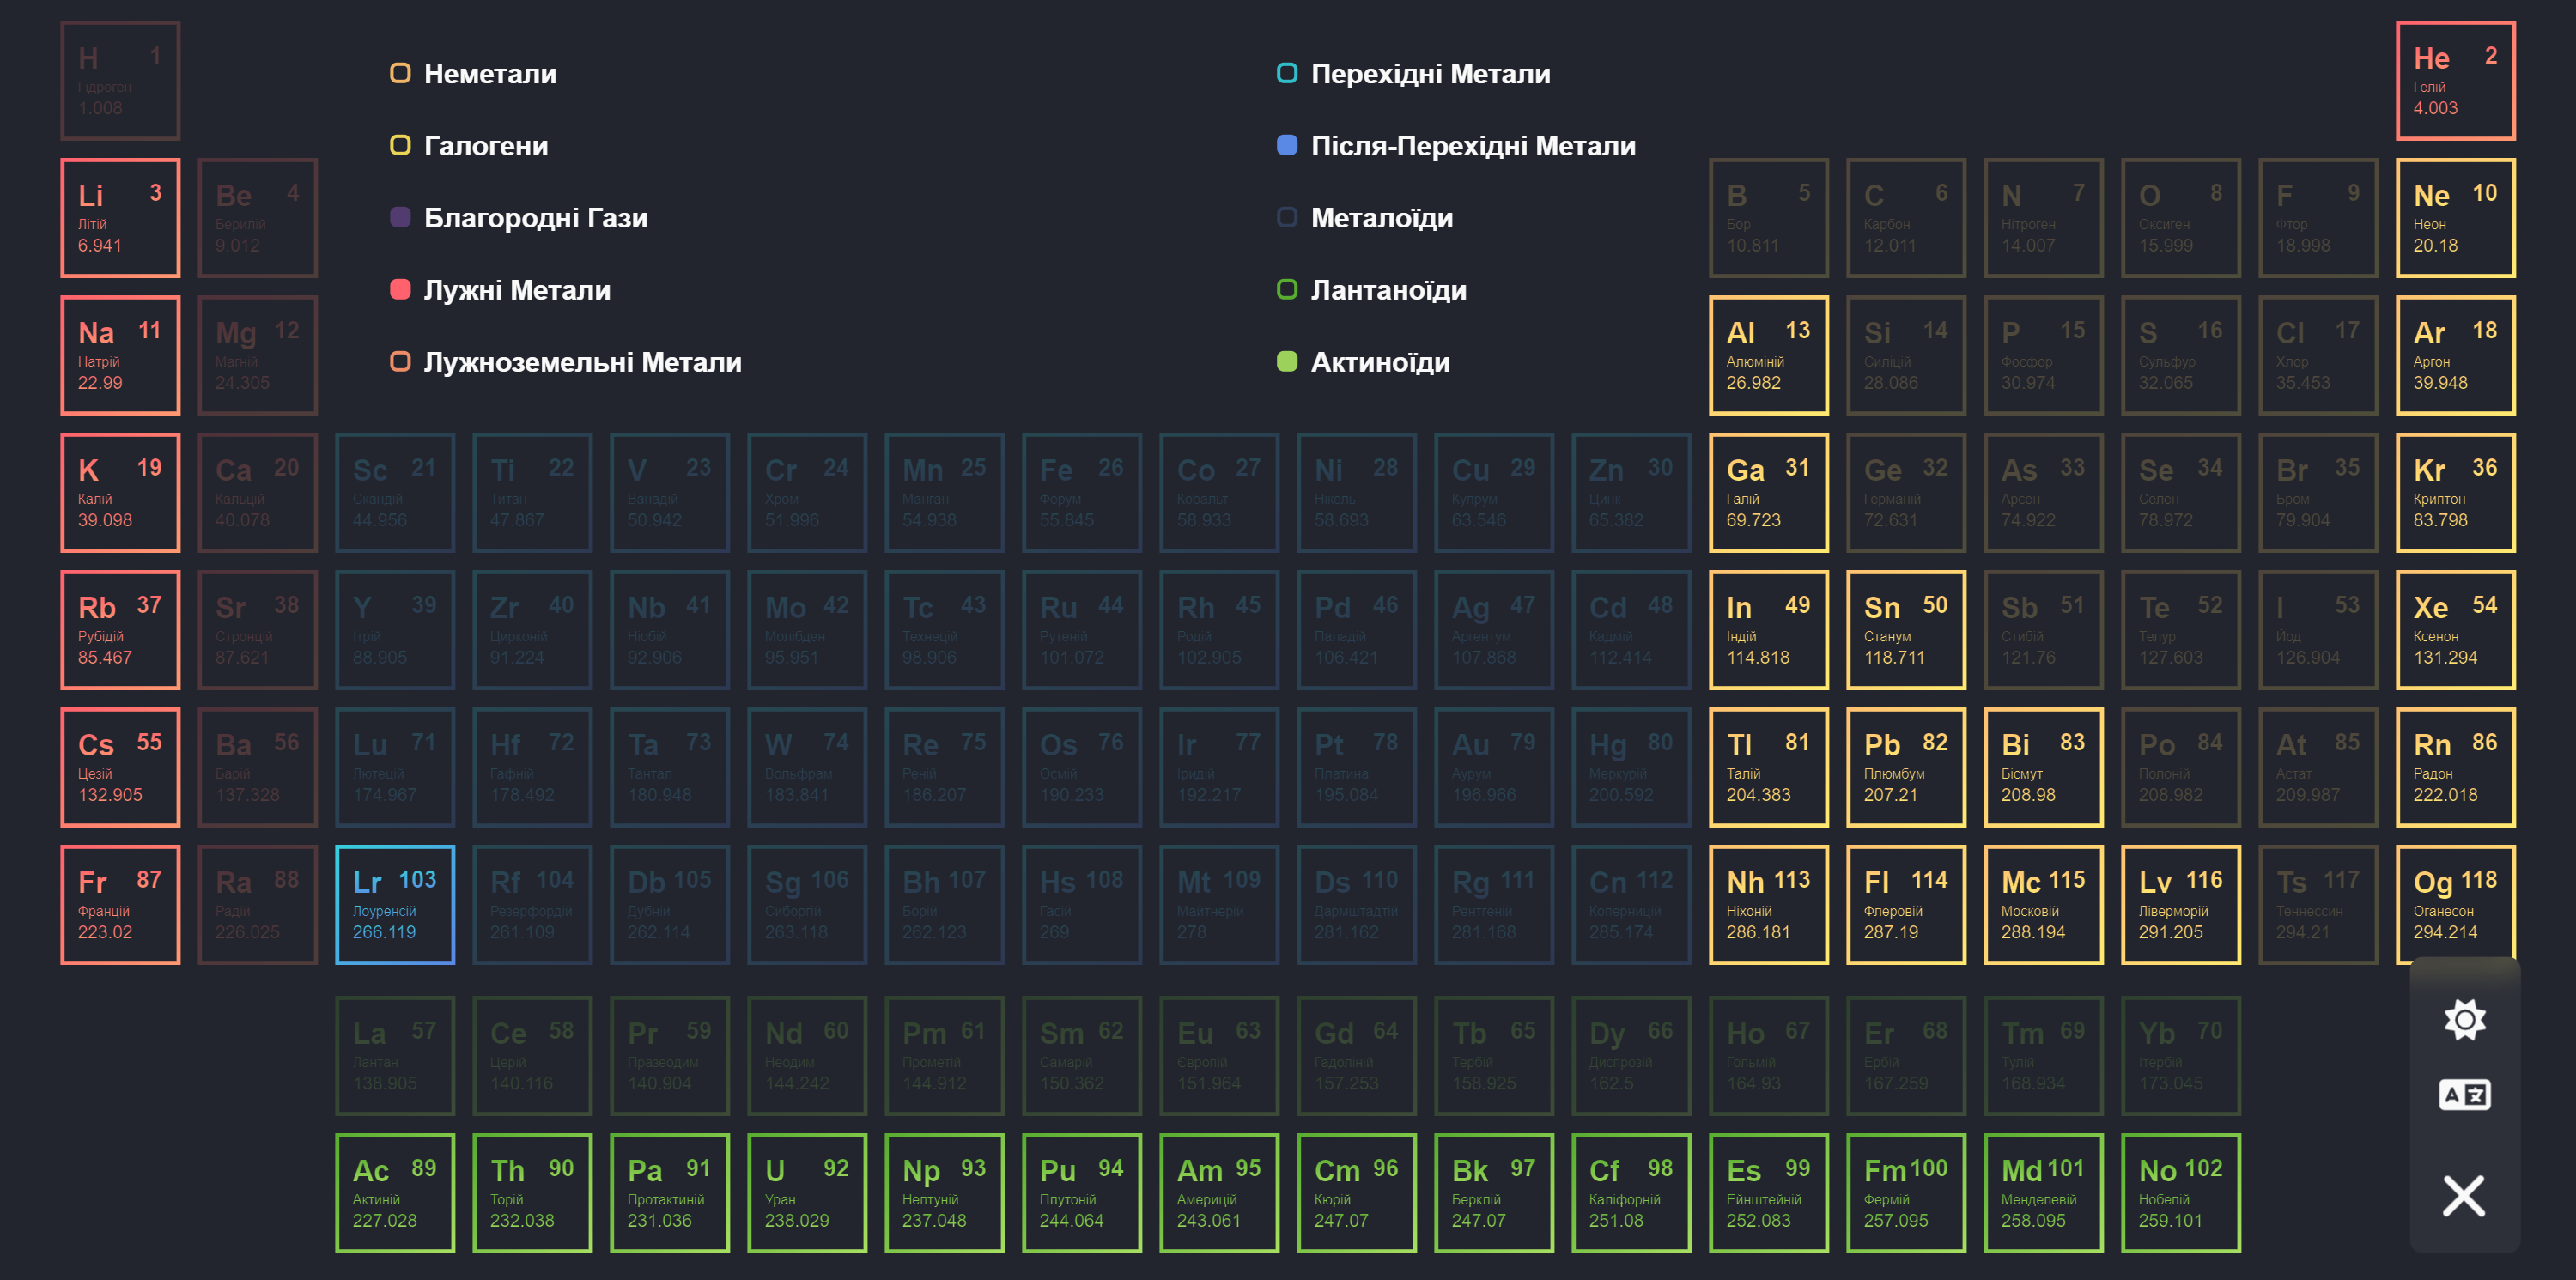 H 1
Гідроген
1.008
He 2
Гелій
4.003
Неметали
Галогени
Благородні Гази
Лужні Метали
Лужноземельні Метали
Перехідні Метали
Після-Перехідні Метали
Металоїди
Лантаноїди
Актиноїди
Li 3 Be 4 B 5 C 6 N 7 O 8 F 9 Ne 10
Літій Берилій Бор Карбон Нітроген Оксиген Фтор Неон
6.941 9.012 10.811 12.011 14.007 15.999 18.998 20.18
Na 11 Mg 12 Al 13 Si 14 P 15 S 16 Cl 17 Ar 18
Натрій Магній Алюміній Силіцій Фосфор Сульфур Хлор Аргон
22.99 24.305 26.982 28.086 30.974 32.065 35.453 39.948
K 19 Ca 20 Sc 21 Ti 22 V 23 Cr 24 Mn 25 Fe 26 Co 27 Ni 28 Cu 29 Zn 30 Ga 31 Ge 32 As 33 Se 34 Br 35 Kr 36
Калій Кальцій Скандій Титан Ванадій Хром Манган Ферум Кобальт Нікель Купрум Цинк Галій Германій Арсен Селен Бром Криптон
39.098 40.078 44.956 47.867 50.942 51.996 54.938 55.845 58.933 58.693 63.546 65.382 69.723 72.631 74.922 78.972 79.904 83.798
Rb 37 Sr 38 Y 39 Zr 40 Nb 41 Mo 42 Tc 43 Ru 44 Rh 45 Pd 46 Ag 47 Cd 48 In 49 Sn 50 Sb 51 Te 52 I 53 Xe 54
Рубідій Стронцій Ітрій Цирконій Ніобій Молібден Технецій Рутеній Родій Паладій Аргентум Кадмій Індій Станум Стибій Телур Йод Ксенон
85.467 87.621 88.905 91.224 92.906 95.951 98.906 101.072 102.905 106.421 107.868 112.414 114.818 118.711 121.76 127.603 126.904 131.294
Cs 55 Ba 56 Lu 71 Hf 72 Ta 73 W 74 Re 75 Os 76 Ir 77 Pt 78 Au 79 Hg 80 Tl 81 Pb 82 Bi 83 Po 84 At 85 Rn 86
Цезій Барій Лютецій Гафній Тантал Вольфрам Реній Осмій Іридій Платина Аурум Меркурій Талій Плюмбум Бісмут Полоній Астат Радон
132.905 137.328 174.967 178.492 180.948 183.841 186.207 190.233 192.217 195.084 196.966 200.592 204.383 207.21 208.98 208.982 209.987 222.018
Fr 87 Ra 88 Lr 103 Rf 104 Db 105 Sg 106 Bh 107 Hs 108 Mt 109 Ds 110 Rg 111 Cn 112 Nh 113 Fl 114 Mc 115 Lv 116 Ts 117 Og 118
Францій Радій Лоуренсій Резерфордій Дубній Сиборгій Борій Гасій Майтнерій Дармштадтій Рентгеній Коперницій Ніхоній Флеровій Московій Ліверморій Теннессин Оганесон
223.02 226.025 266.119 261.109 262.114 263.118 262.123 269 278 281.162 281.168 285.174 286.181 287.19 288.194 291.205 294.21 294.214
La 57 Ce 58 Pr 59 Nd 60 Pm 61 Sm 62 Eu 63 Gd 64 Tb 65 Dy 66 Ho 67 Er 68 Tm 69 Yb 70
Лантан Церій Празеодим Неодим Прометій Самарій Європій Гадоліній Тербій Диспрозій Гольмій Ербій Тулій Ітербій
138.905 140.116 140.904 144.242 144.912 150.362 151.964 157.253 158.925 162.5 164.93 167.259 168.934 173.045
Ac 89 Th 90 Pa 91 U 92 Np 93 Pu 94 Am 95 Cm 96 Bk 97 Cf 98 Es 99 Fm 100 Md 101 No 102
Актиній Торій Протактиній Уран Нептуній Плутоній Америцій Кюрій Берклій Каліфорній Ейнштейній Фермій Менделевій Нобелій
227.028 232.038 231.036 238.029 237.048 244.064 243.061 247.07 247.07 251.08 252.083 257.095 258.095 259.101
A 文